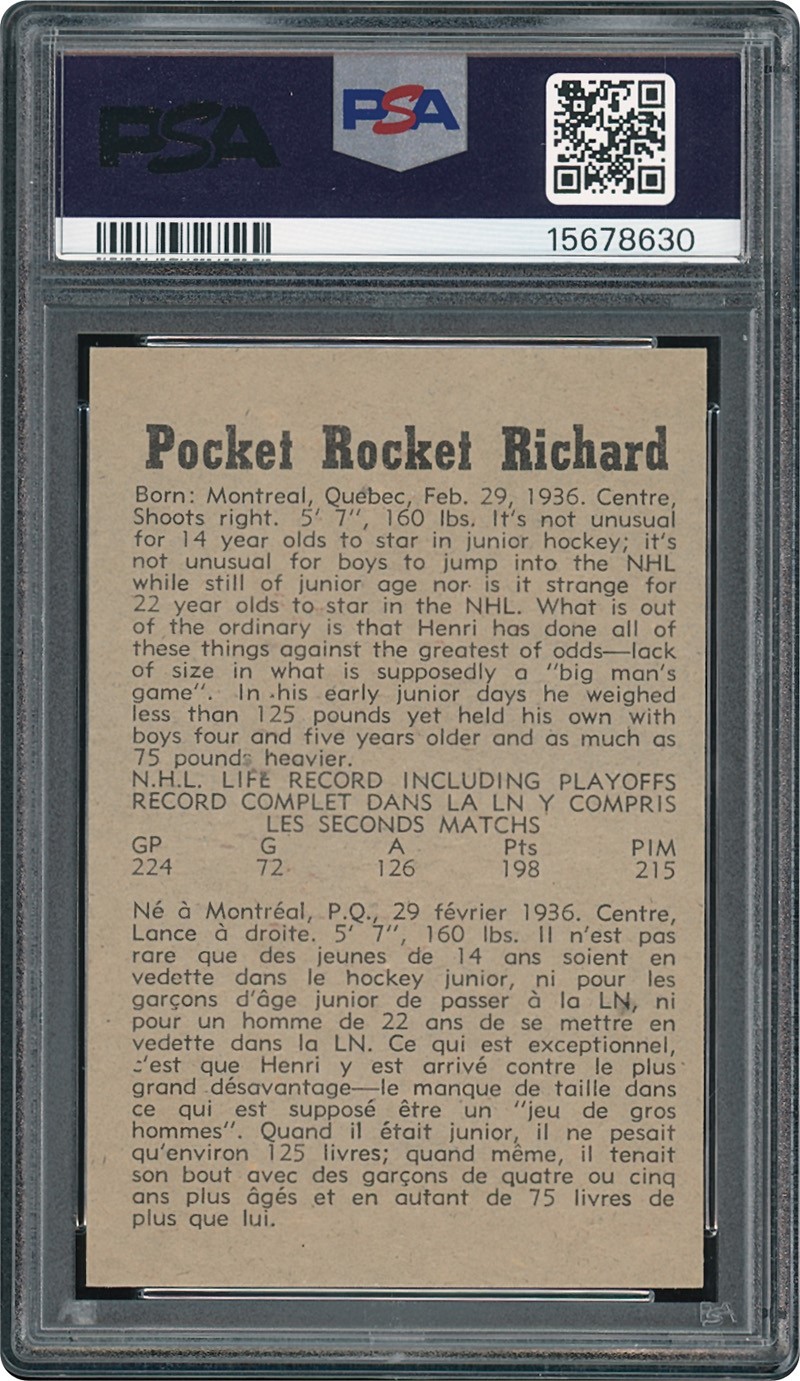 PSA
PSA
15678630
Pocket Rocket Richard
Born: Montreal, Quebec, Feb. 29, 1936. Centre,
Shoots right. 5' 7", 160 lbs. It's not unusual
for 14 year olds to star in junior hockey; it's
not unusual for boys to jump into the NHL
while still of junior age nor is it strange for
22 year olds to star in the NHL. What is out
of the ordinary is that Henri has done all of
these things against the greatest of odds—lack
of size in what is supposedly a "big man's
game". In his early junior days he weighed
less than 125 pounds yet held his own with
boys four and five years older and as much as
75 pounds heavier.
N.H.L. LIFE RECORD INCLUDING PLAYOFFS
RECORD COMPLET DANS LA LN Y COMPRIS
LES SECONDS MATCHS
GP G A Pts PIM
224 72 126 198 215
Né à Montréal, P.Q., 29 février 1936. Centre,
Lance à droite. 5' 7", 160 lbs. Il n'est pas
rare que des jeunes de 14 ans soient en
vedette dans le hockey junior, ni pour les
garçons d'âge junior de passer à la LN, ni
pour un homme de 22 ans de se mettre en
vedette dans la LN. Ce qui est exceptionnel,
c'est que Henri y est arrivé contre le plus
grand désavantage—le manque de taille dans
ce qui est supposé être un "jeu de gros
hommes". Quand il était junior, il ne pesait
qu'environ 125 livres; quand même, il tenait
son bout avec des garçons de quatre ou cinq
ans plus âgés et en autant de 75 livres de
plus que lui.
PSA